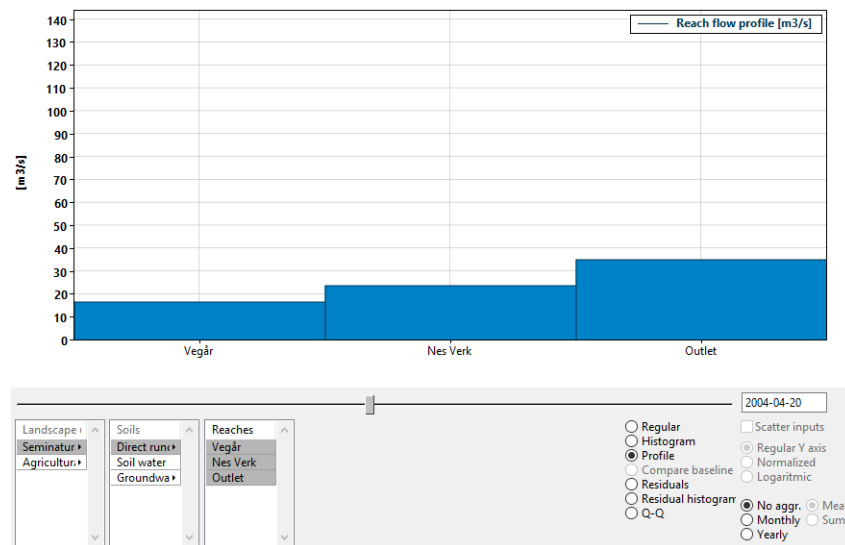 Reach flow profile [m3/s]
140
130
120
110
100
90
80
70
60
50
40
30
20
10
0
[m3/s]
Vegår
Nes Verk
Outlet
2004-04-20
Landscape
Seminatur
Agricultur
Soils
Direct run
Soil water
Groundwa
Reaches
Vegår
Nes Verk
Outlet
Regular
Histogram
Profile
Compare baseline
Residuals
Residual histogram
Q-Q
Scatter inputs
Regular Y axis
Normalized
Logaritmic
No aggr.
Monthly
Yearly
Mea
Sum